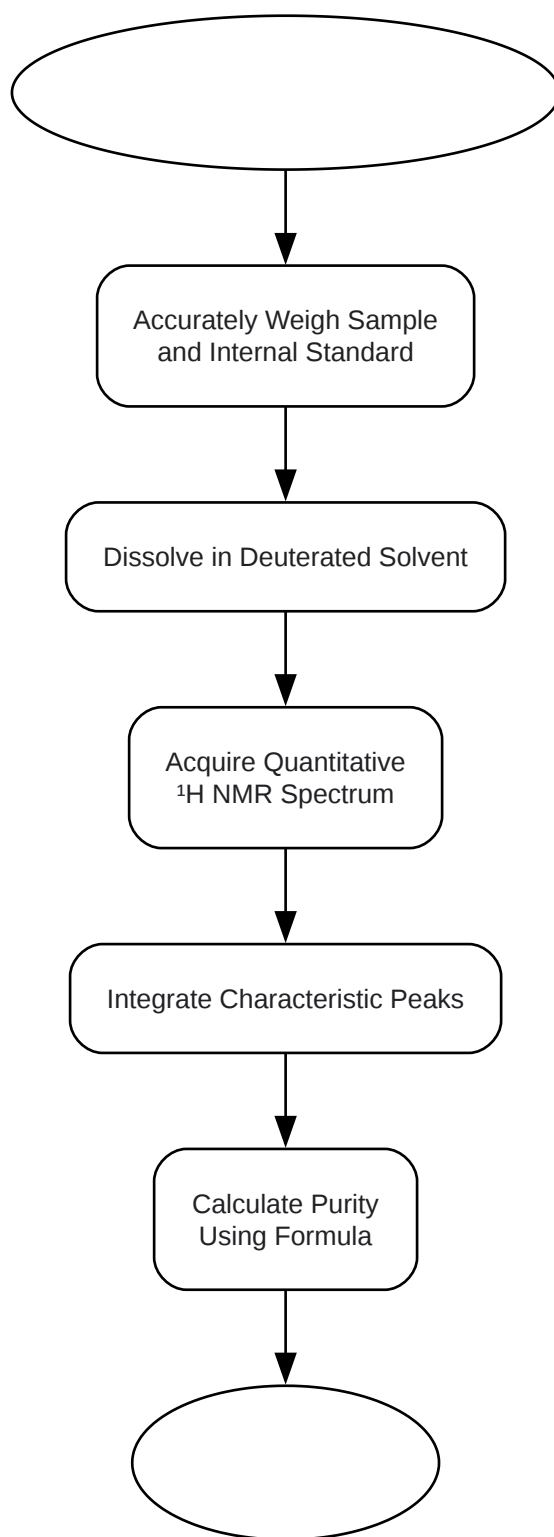 Accurately Weigh Sample
and Internal Standard
Dissolve in Deuterated Solvent
Acquire Quantitative
¹H NMR Spectrum
Integrate Characteristic Peaks
Calculate Purity
Using Formula